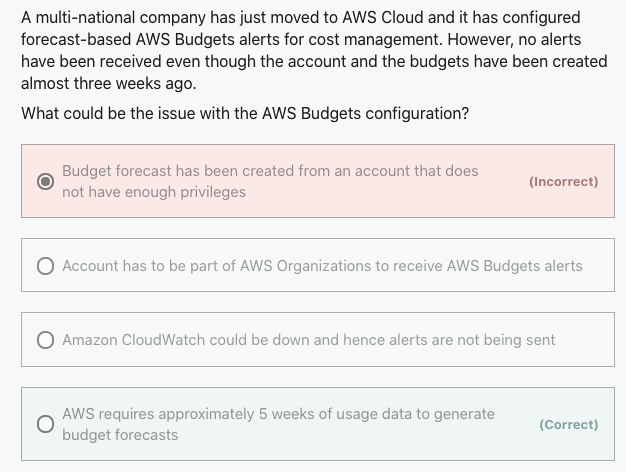 A multi-national company has just moved to AWS Cloud and it has configured
forecast-based AWS Budgets alerts for cost management. However, no alerts
have been received even though the account and the budgets have been created
almost three weeks ago.
What could be the issue with the AWS Budgets configuration?
Budget forecast has been created from an account that does
not have enough privileges
(Incorrect)
Account has to be part of AWS Organizations to receive AWS Budgets alerts
Amazon CloudWatch could be down and hence alerts are not being sent
AWS requires approximately 5 weeks of usage data to generate
budget forecasts
(Correct)